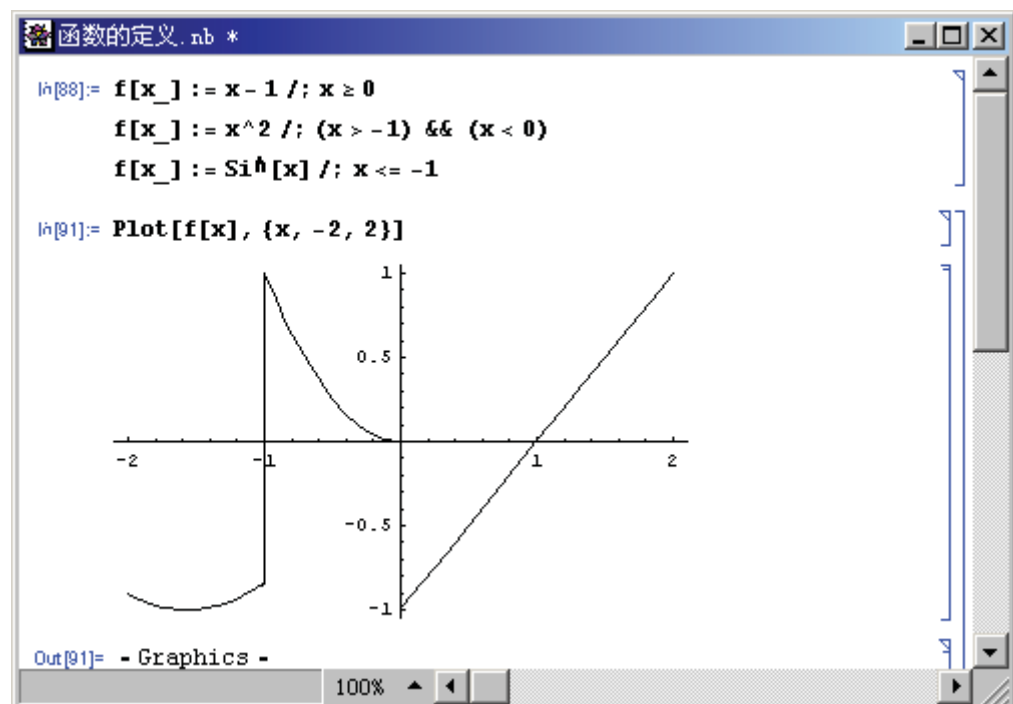 函数的定义.nb *
In[88]:= f[x_] := x - 1 /; x ≥ 0
f[x_] := x^2 /; (x > -1) && (x < 0)
f[x_] := Sin[x] /; x <= -1
In[91]:= Plot[f[x], {x, -2, 2}]
1
0.5
-2 -1 1 2
-0.5
-1
Out[91]= - Graphics -
100%